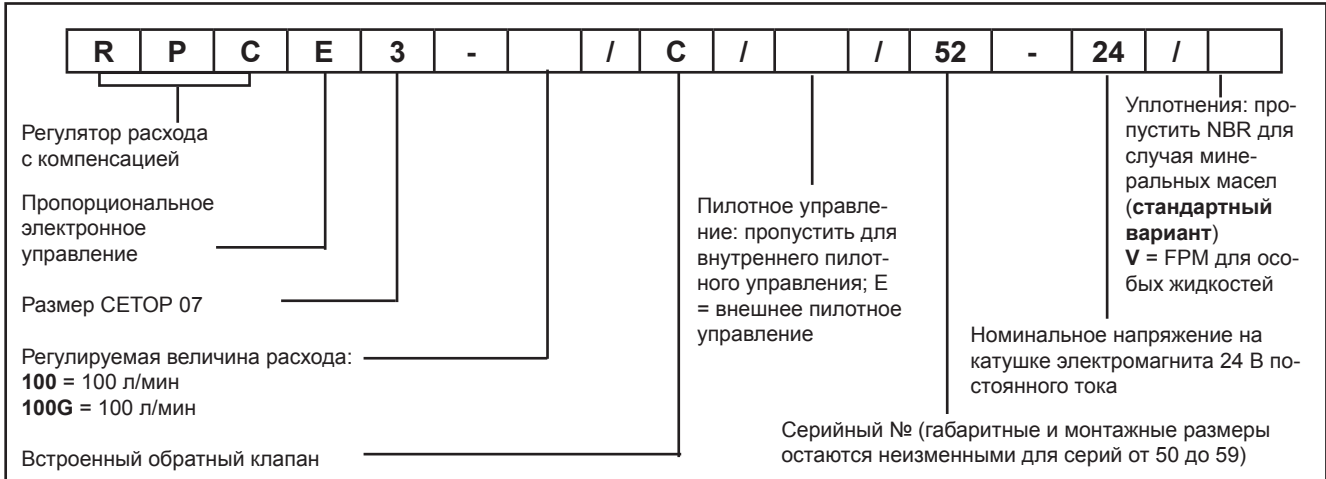 R P C E 3 - / C / / 52 - 24 /
Регулятор расхода
с компенсацией
Пропорциональное
электронное
управление
Размер CETOP 07
Регулируемая величина расхода:
100 = 100 л/мин
100G = 100 л/мин
Встроенный обратный клапан
Пилотное управле-
ние: пропустить для
внутреннего пилот-
ного управления; Е
= внешнее пилотное
управление
Уплотнения: про-
пустить NBR для
случая мине-
ральных масел
(стандартный
вариант)
V = FPM для осо-
бых жидкостей
Номинальное напряжение на
катушке электромагнита 24 В по-
стоянного тока
Серийный № (габаритные и монтажные размеры
остаются неизменными для серий от 50 до 59)